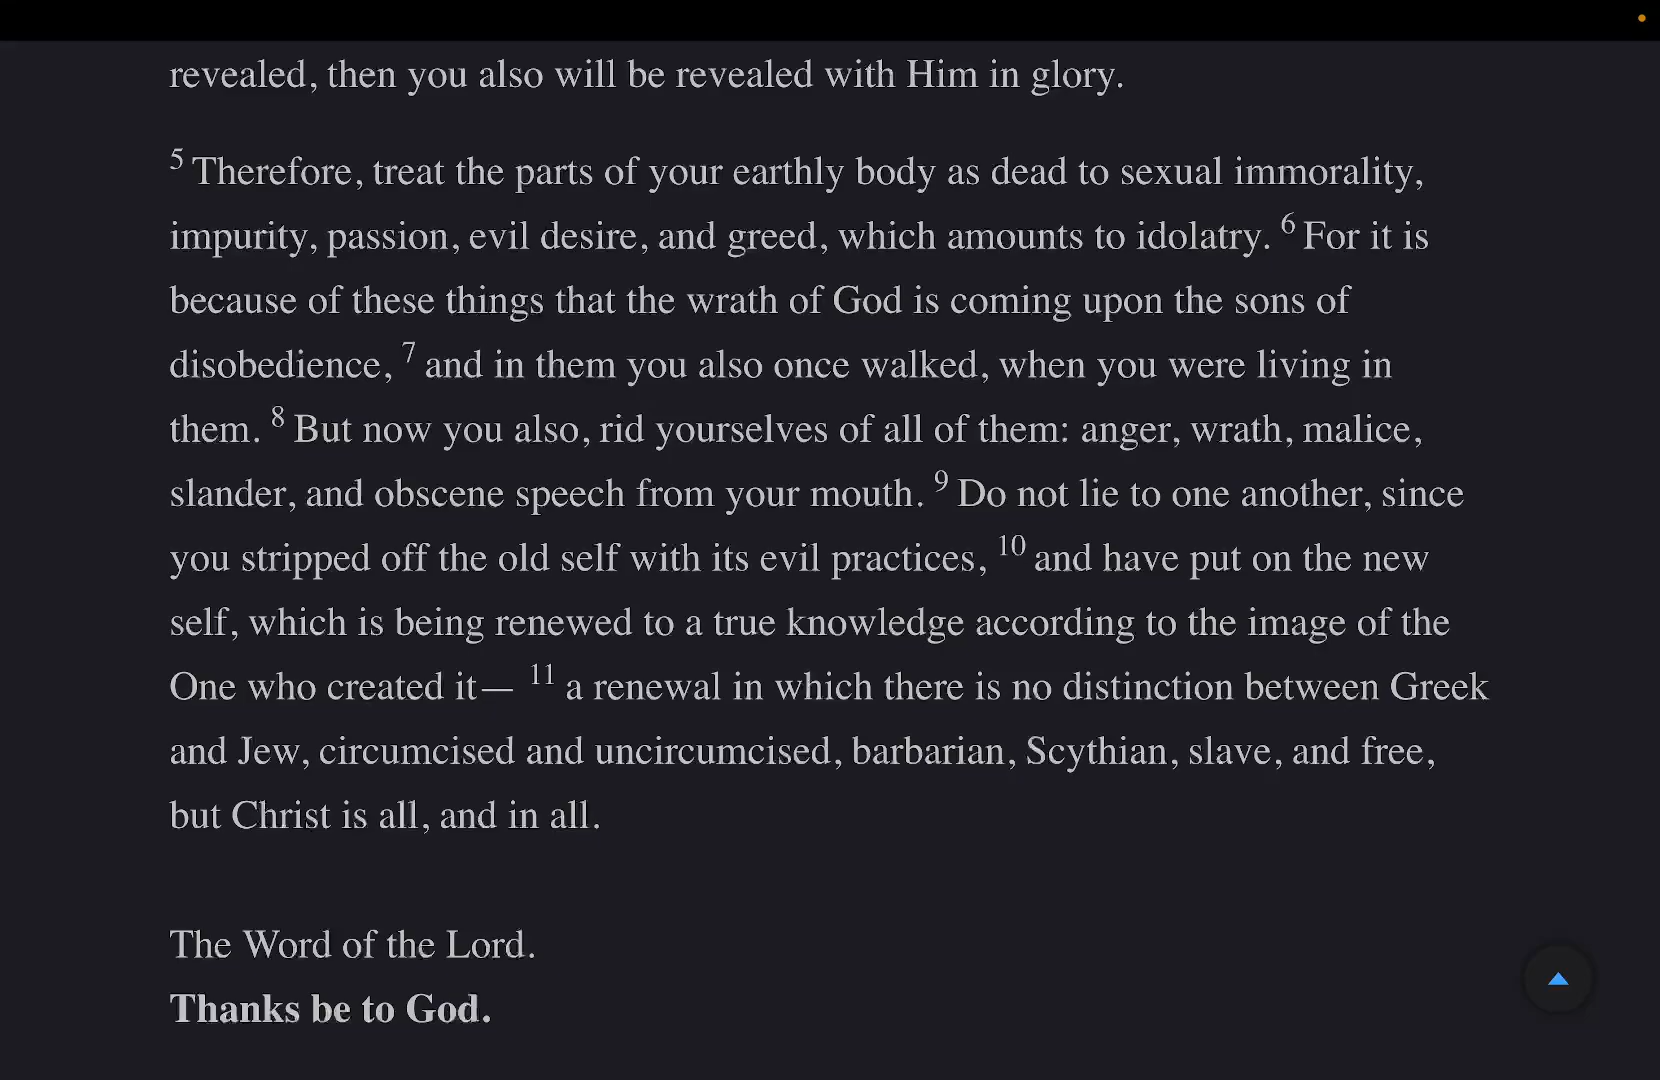 revealed, then you also will be revealed with Him in glory.
5 Therefore, treat the parts of your earthly body as dead to sexual immorality,
impurity, passion, evil desire, and greed, which amounts to idolatry. 6 For it is
because of these things that the wrath of God is coming upon the sons of
disobedience, 7 and in them you also once walked, when you were living in
them. 8 But now you also, rid yourselves of all of them: anger, wrath, malice,
slander, and obscene speech from your mouth. 9 Do not lie to one another, since
you stripped off the old self with its evil practices, 10 and have put on the new
self, which is being renewed to a true knowledge according to the image of the
One who created it— 11 a renewal in which there is no distinction between Greek
and Jew, circumcised and uncircumcised, barbarian, Scythian, slave, and free,
but Christ is all, and in all.
The Word of the Lord.
Thanks be to God.